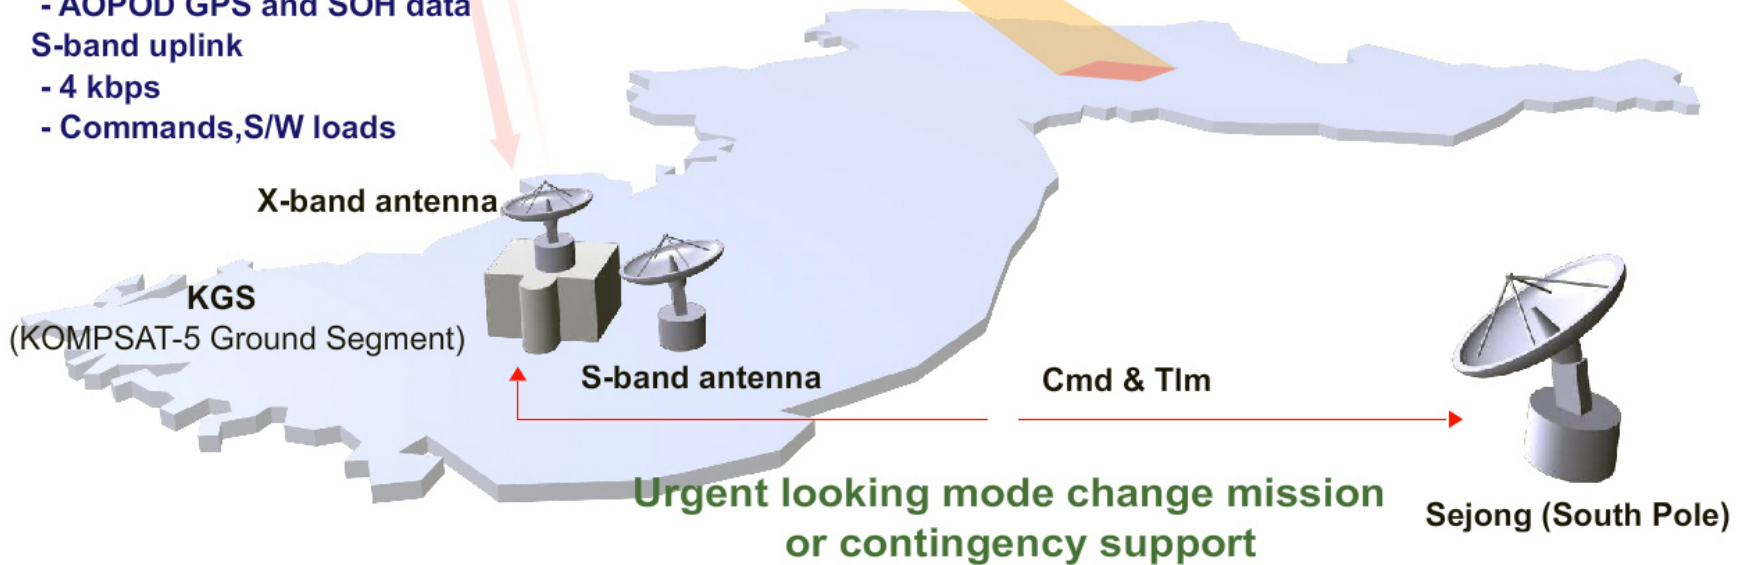 - AOPOD GPS and SOH data
S-band uplink
- 4 kbps
- Commands,S/W loads
X-band antenna
KGS
(KOMPSAT-5 Ground Segment)
S-band antenna
Cmd & Tlm
Urgent looking mode change mission
or contingency support
Sejong (South Pole)